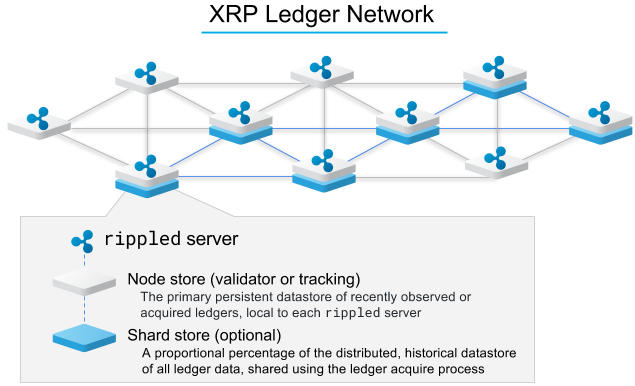 XRP Ledger Network
rippled server
Node store (validator or tracking)
The primary persistent datastore of recently observed or
acquired ledgers, local to each rippled server
Shard store (optional)
A proportional percentage of the distributed, historical datastore
of all ledger data, shared using the ledger acquire process